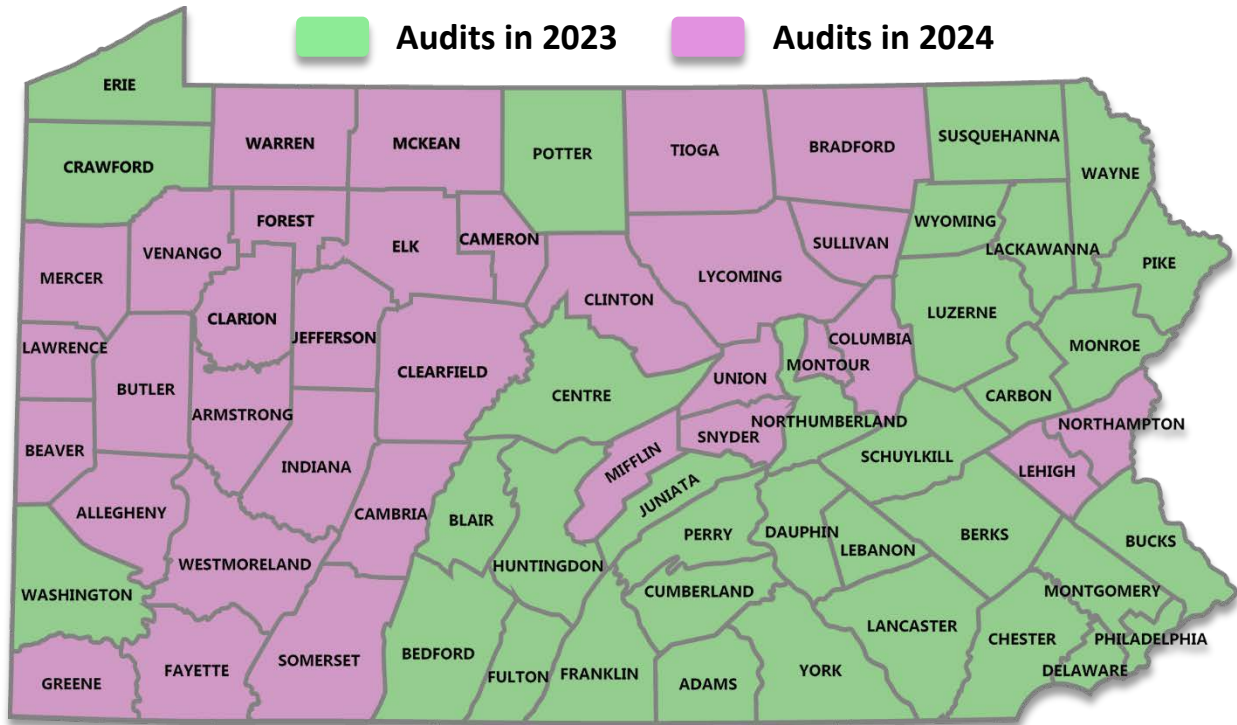 Audits in 2023
Audits in 2024
ERIE
CRAWFORD
WARREN
MCKEAN
POTTER
TIOGA
BRADFORD
SUSQUEHANNA
WAYNE
FOREST
VENANGO
ELK
CAMERON
SULLIVAN
WYOMING
LACKAWANNA
PIKE
MERCER
CLARION
JEFFERSON
CLINTON
LYCOMING
LUZERNE
LAWRENCE
BUTLER
ARMSTRONG
CLEARFIELD
CENTRE
UNION
MONTOUR
COLUMBIA
MONROE
CARBON
BEAVER
INDIANA
SNYDER
NORTHUMBERLAND
NORTHAMPTON
MIFFLIN
SCHUYLKILL
LEHIGH
ALLEGHENY
CAMBRIA
BLAIR
JUNIATA
PERRY
DAUPHIN
LEBANON
BERKS
BUCKS
WESTMORELAND
HUNTINGDON
WASHINGTON
CUMBERLAND
MONTGOMERY
LANCASTER
CHESTER
PHILADELPHIA
DELAWARE
GREENE
FAYETTE
SOMERSET
BEDFORD
FULTON
FRANKLIN
ADAMS
YORK